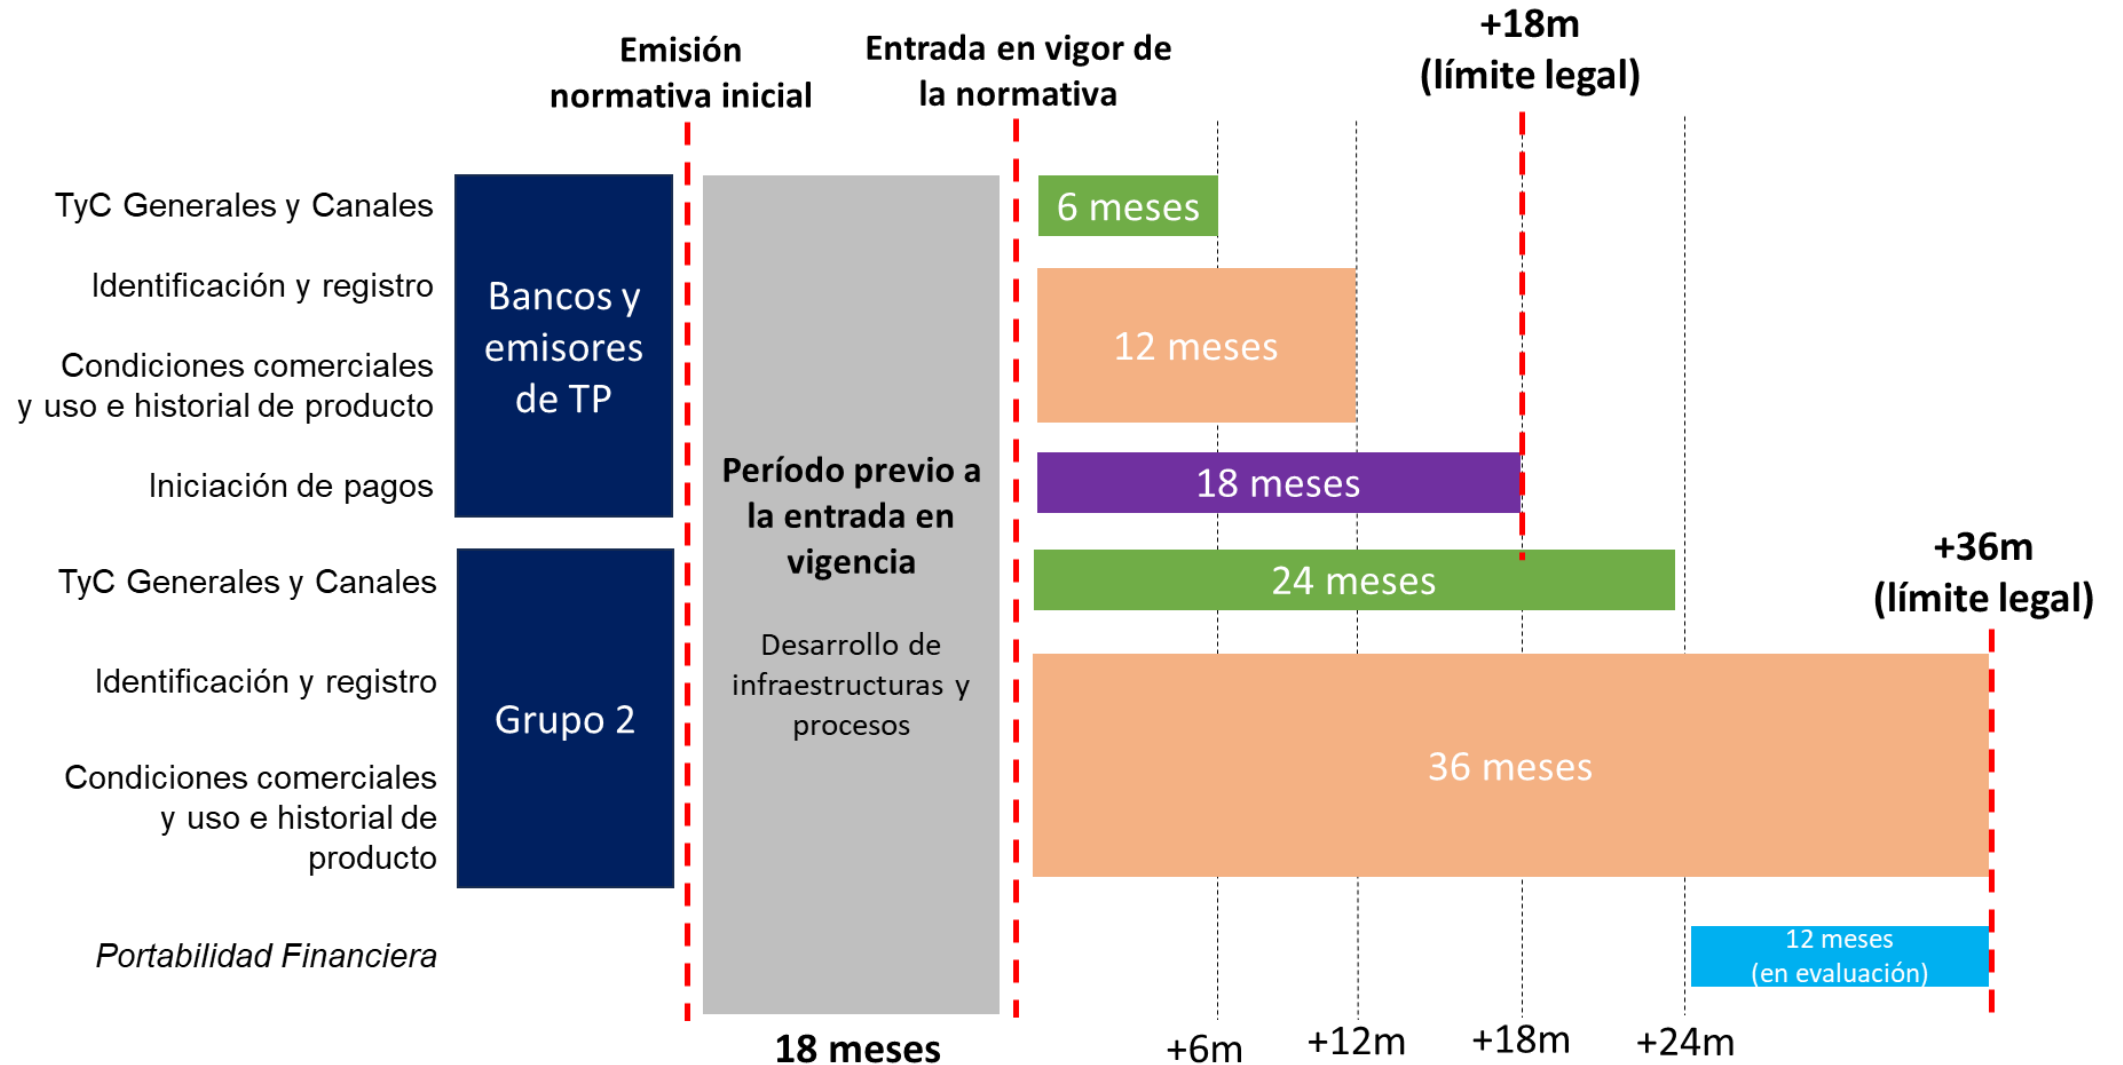 Emisión
normativa inicial
Entrada en vigor de
la normativa
+18m
(límite legal)
TyC Generales y Canales
Identificación y registro
Condiciones comerciales
y uso e historial de producto
Iniciación de pagos
Bancos y
emisores
de TP
6 meses
12 meses
18 meses
Período previo a
la entrada en
vigencia
Desarrollo de
infraestructuras y
procesos
TyC Generales y Canales
Identificación y registro
Condiciones comerciales
y uso e historial de
producto
Grupo 2
24 meses
36 meses
+36m
(límite legal)
Portabilidad Financiera
12 meses
(en evaluación)
18 meses
+6m
+12m
+18m
+24m